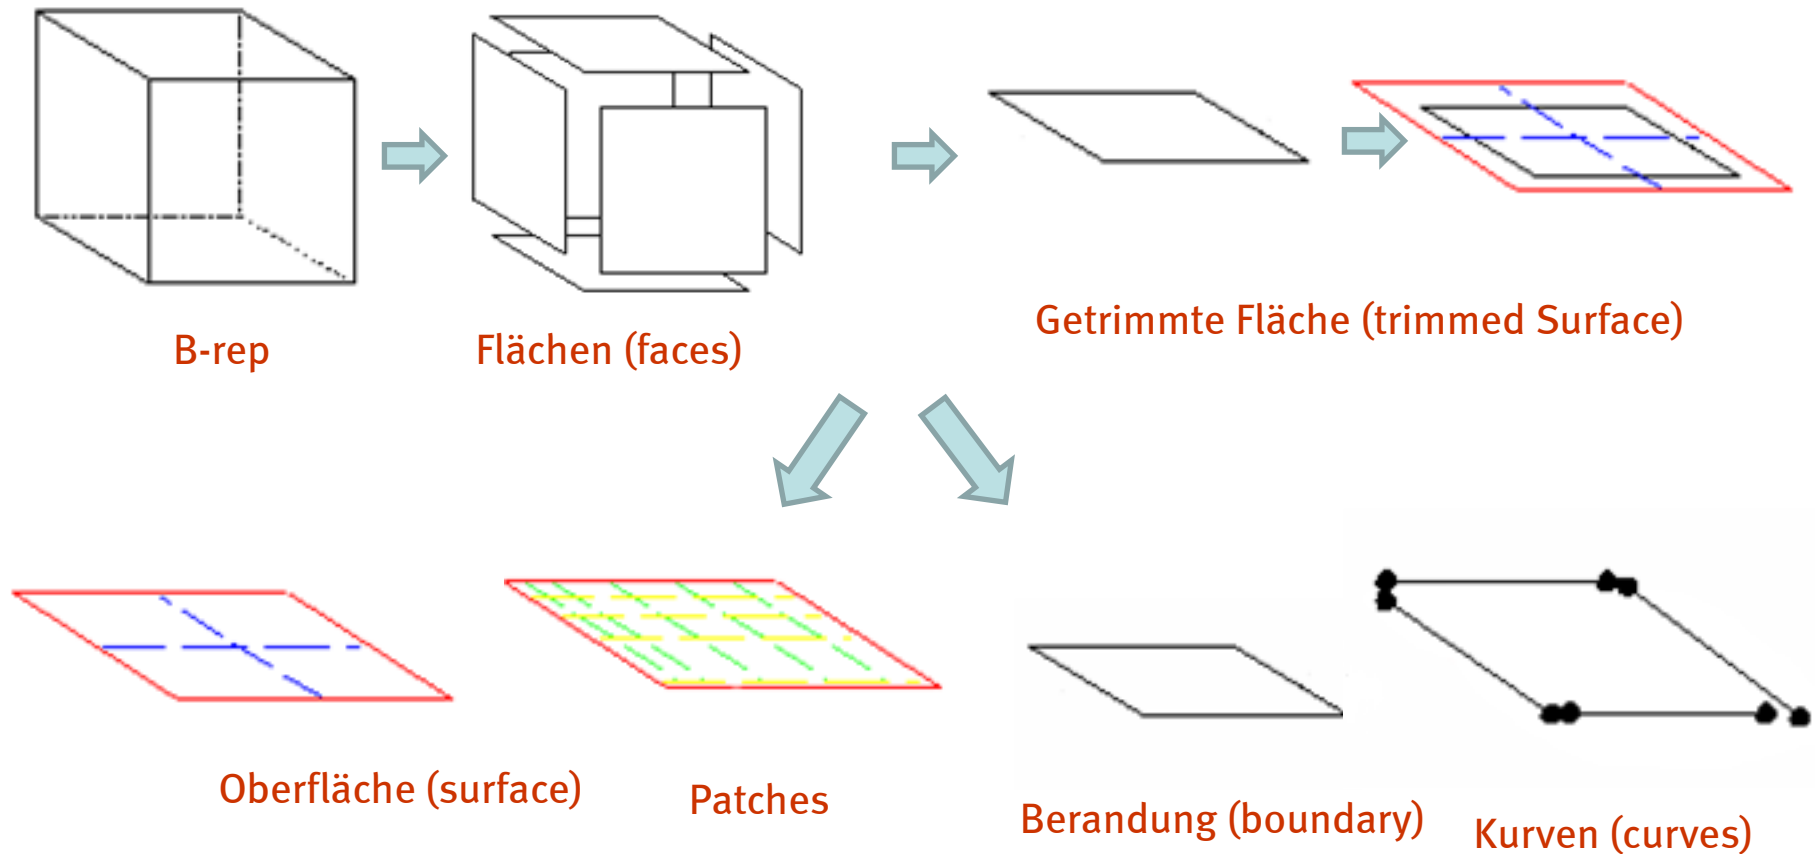 B-rep
Flächen (faces)
Getrimmte Fläche (trimmed Surface)
Oberfläche (surface)
Patches
Berandung (boundary)
Kurven (curves)